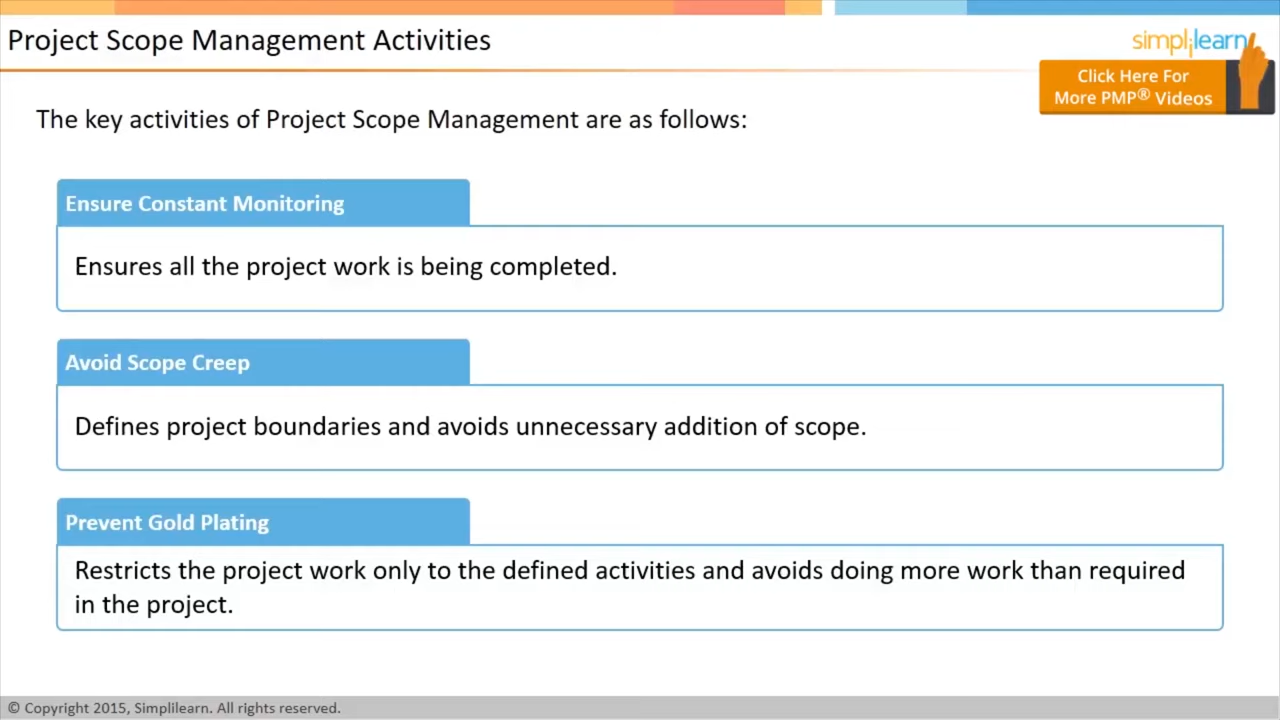 Project Scope Management Activities
simplilearn
Click Here For
More PMP® Videos
The key activities of Project Scope Management are as follows:
Ensure Constant Monitoring
Ensures all the project work is being completed.
Avoid Scope Creep
Defines project boundaries and avoids unnecessary addition of scope.
Prevent Gold Plating
Restricts the project work only to the defined activities and avoids doing more work than required
in the project.
© Copyright 2015, Simplilearn. All rights reserved.